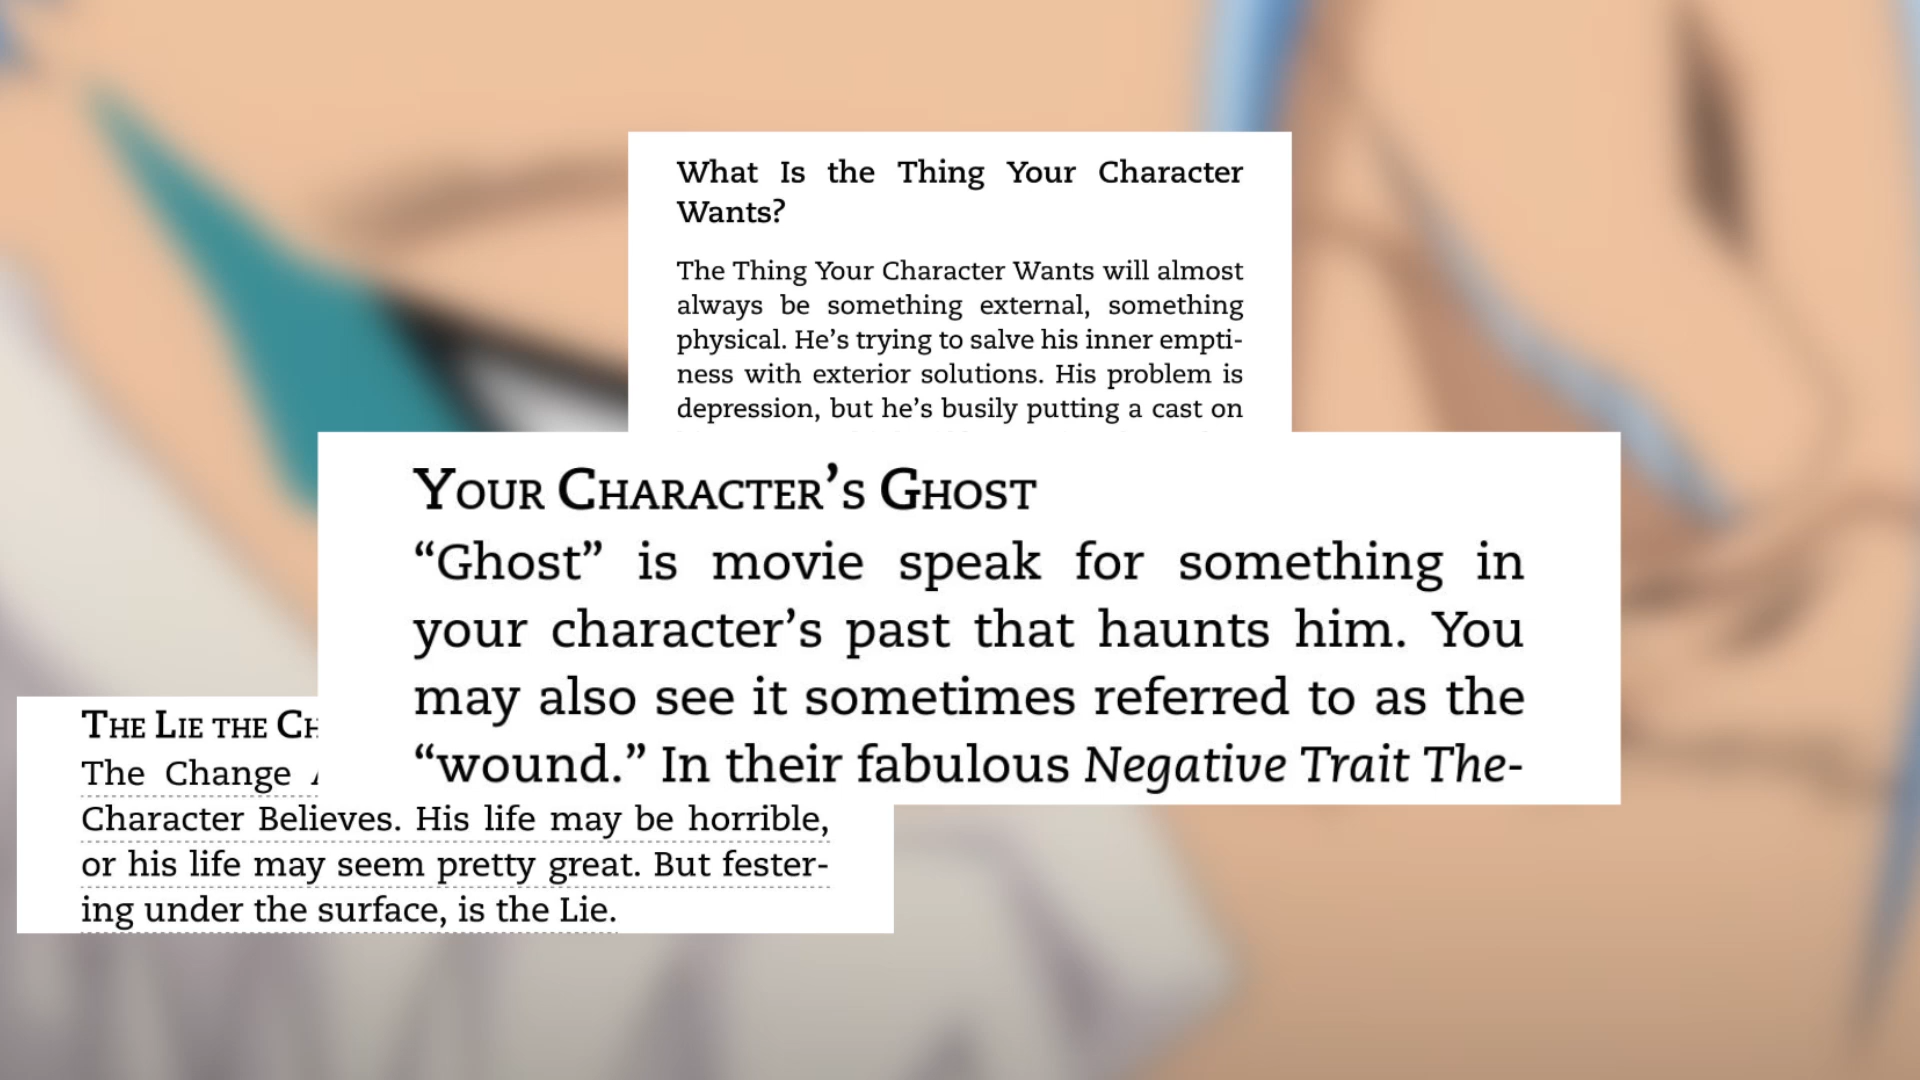 What Is the Thing Your Character
Wants?
The Thing Your Character Wants will almost
always be something external, something
physical. He’s trying to salve his inner empti-
ness with exterior solutions. His problem is
depression, but he’s busily putting a cast on
YOUR CHARACTER’S GHOST
“Ghost” is movie speak for something in
your character’s past that haunts him. You
may also see it sometimes referred to as the
“wound.” In their fabulous Negative Trait The-
THE LIE THE CH
The Change
Character Believes. His life may be horrible,
or his life may seem pretty great. But fester-
ing under the surface, is the Lie.